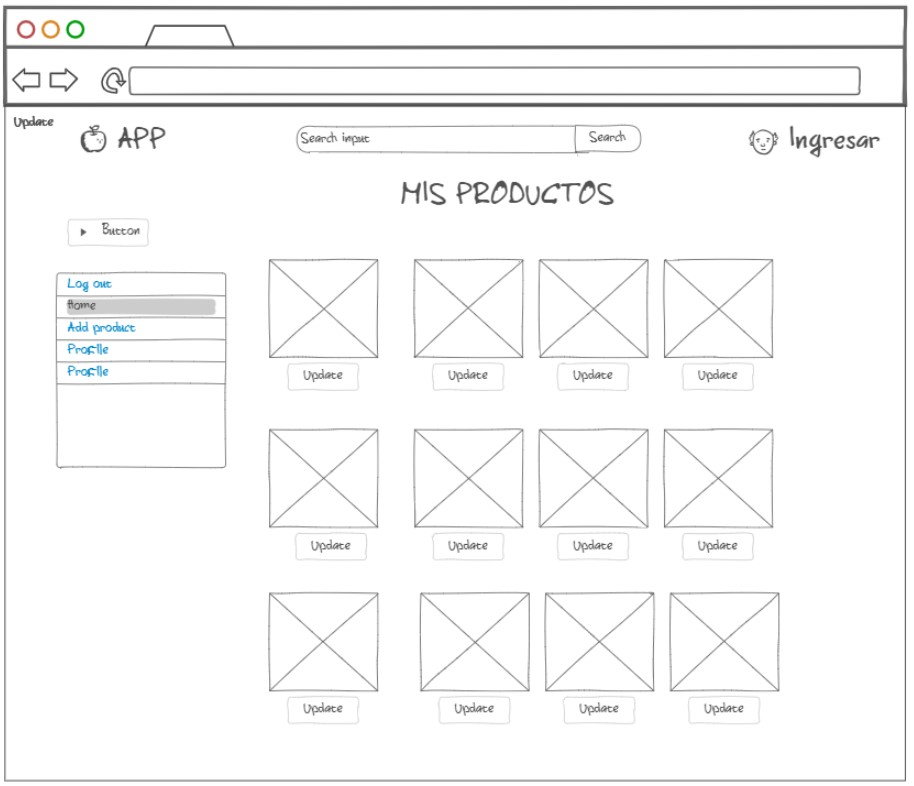 Update
APP
Search input
Search
Ingresar
MIS PRODUCTOS
Button
Log out
Home
Add product
Profile
Profile
Update
Update
Update
Update
Update
Update
Update
Update
Update
Update
Update
Update